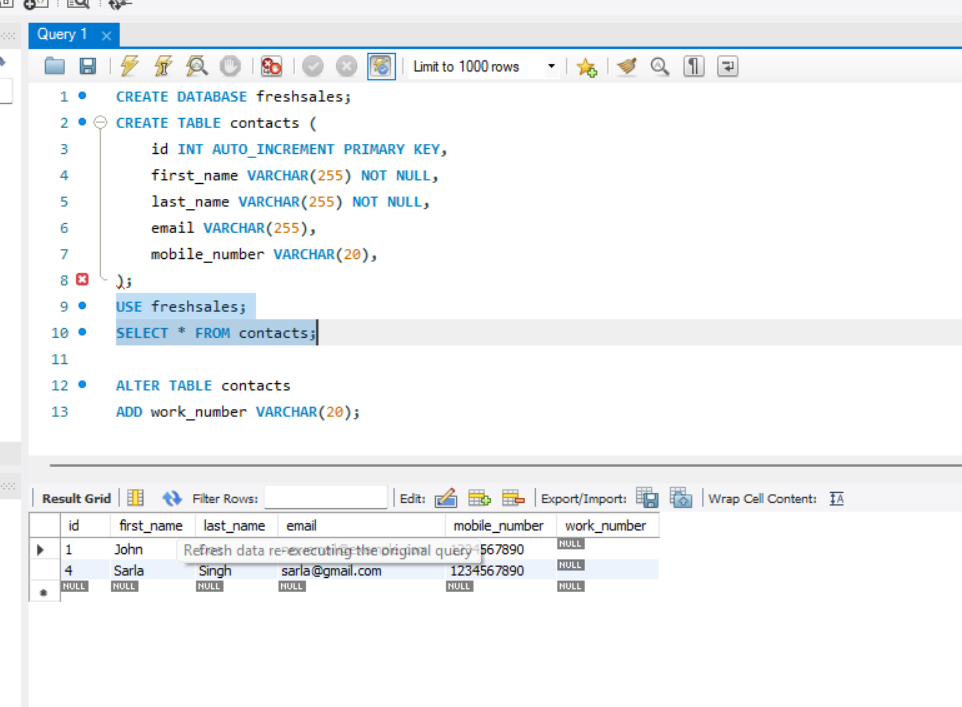 Query 1
Limit to 1000 rows
1 CREATE DATABASE freshsales;
2 CREATE TABLE contacts (
3 id INT AUTO_INCREMENT PRIMARY KEY,
4 first_name VARCHAR(255) NOT NULL,
5 last_name VARCHAR(255) NOT NULL,
6 email VARCHAR(255),
7 mobile_number VARCHAR(20),
8 );
9 USE freshsales;
10 SELECT * FROM contacts;
11
12 ALTER TABLE contacts
13 ADD work_number VARCHAR(20);
Result Grid Filter Rows: Edit: Export/Import: Wrap Cell Content:
id first_name last_name email mobile_number work_number
1 John 567890 NULL
Refresh data re-executing the original query
4 Sarla Singh sarla@gmail.com 1234567890 NULL
NULL NULL NULL NULL NULL NULL